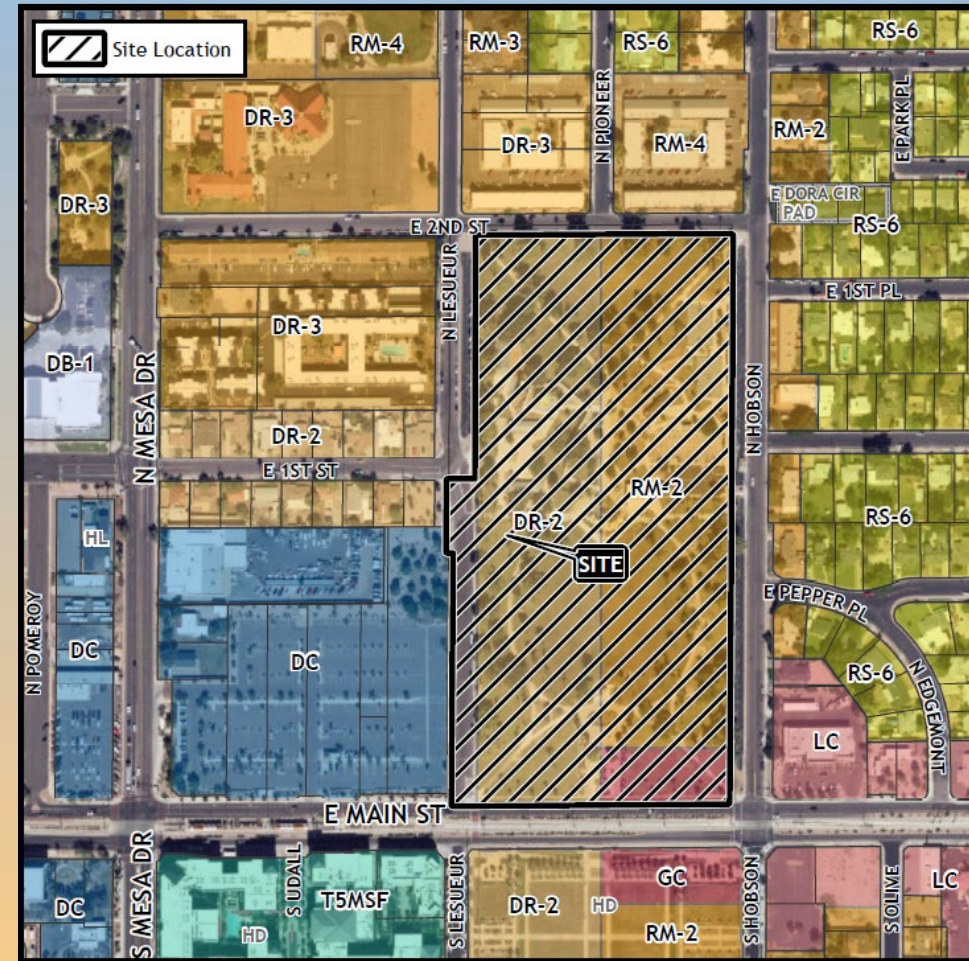 Site Location
RM-4
RM-3
RS-6
RS-6
DR-3
DR-3
N PIONEER
RM-4
RM-2
E PARK PL
DR-3
E DORA CIR
PAD
RS-6
E 2ND ST
N LESUEUR
E 1ST PL
DR-3
DB-1
N MESA DR
N HOBSON
DR-2
E 1ST ST
RM-2
DR-2
RS-6
SITE
HL
E PEPPER PL
N POMEROY
DC
DC
RS-6
N EDGEMONT
LC
E MAIN ST
S MESA DR
S UDALL
S LESUEUR
GC
S HOBSON
S OLIVE
LC
DC
T5MSF
DR-2
HD
HD
RM-2